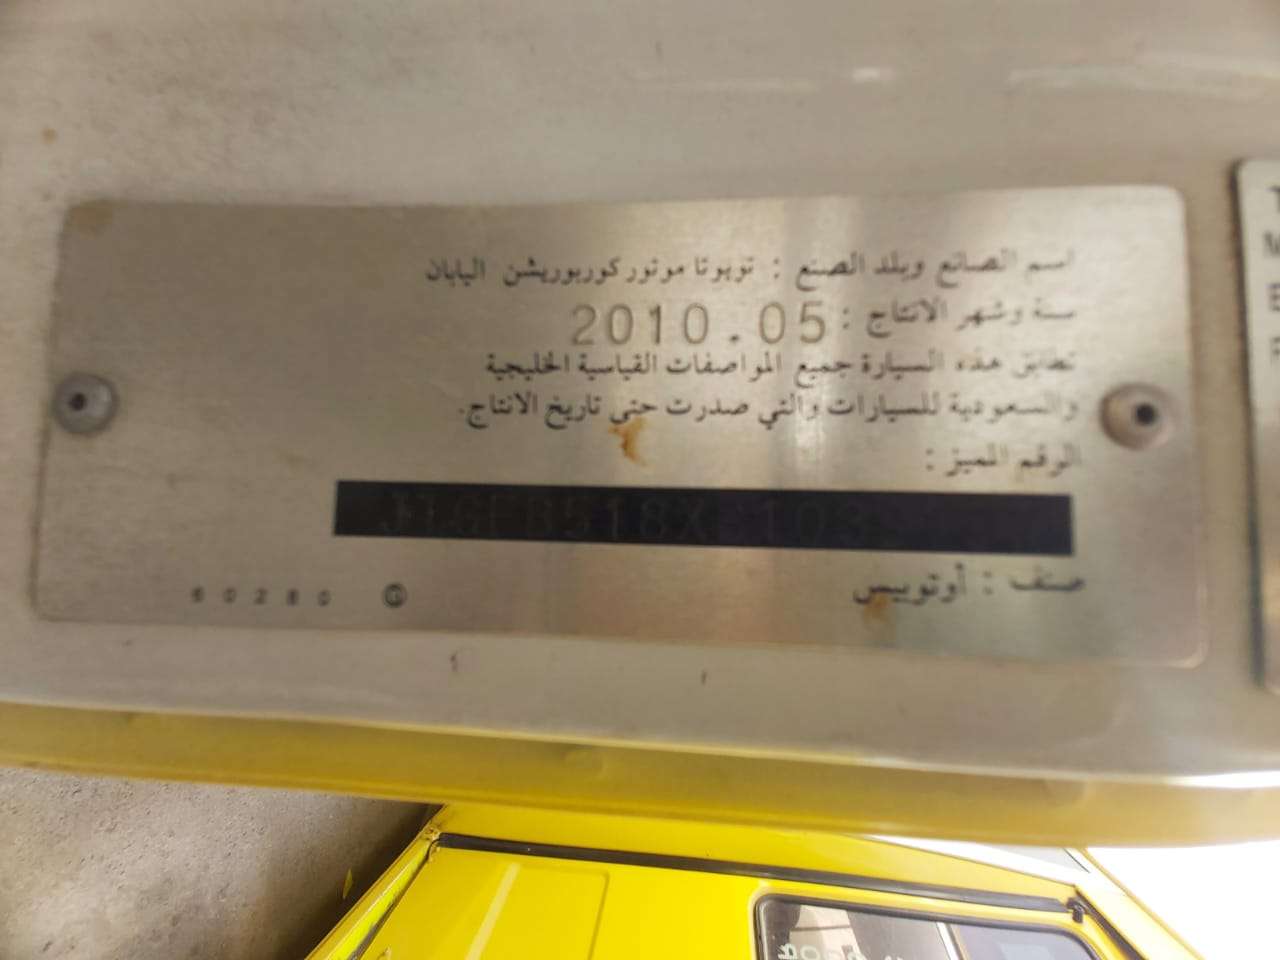 اسم الصانع وبلد الصنع : تويوتا موتور كوربوريشن اليابان
سنة وشهر الانتاج : 2010.05
تطابق هذه السيارة جميع المواصفات القياسية الخليجية
والسعودية للسيارات والتي صدرت حتى تاريخ الانتاج.
الرقم المميز :
صنف : أوتوبيس
60280 G